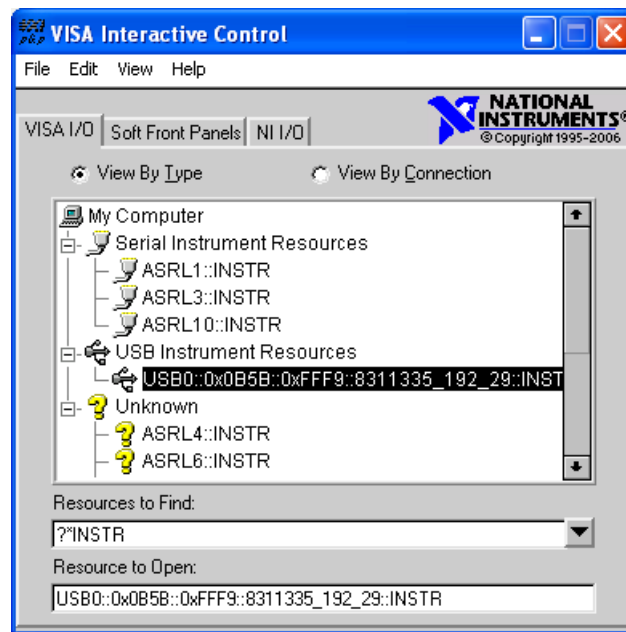 VISA Interactive Control
File Edit View Help
NATIONAL
INSTRUMENTS®
© Copyright 1995-2006
VISA I/O Soft Front Panels NI I/O
View By Type View By Connection
My Computer
Serial Instrument Resources
ASRL1::INSTR
ASRL3::INSTR
ASRL10::INSTR
USB Instrument Resources
USB0::0x0B5B::0xFFF9::8311335_192_29::INST
Unknown
ASRL4::INSTR
ASRL6::INSTR
Resources to Find:
?*INSTR
Resource to Open:
USB0::0x0B5B::0xFFF9::8311335_192_29::INSTR